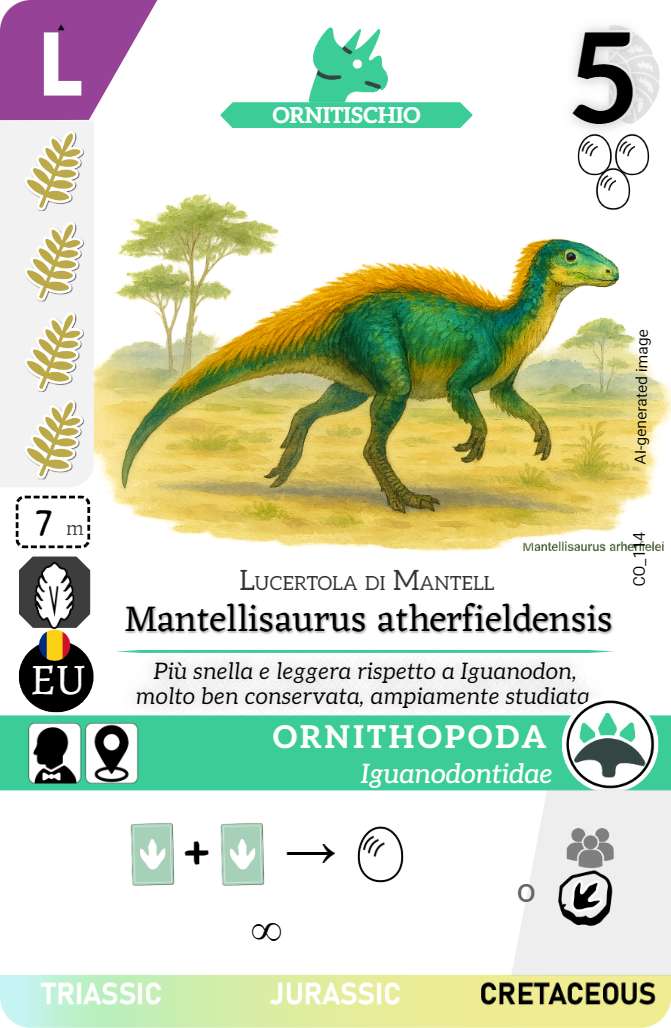 L
ORNITISCHIO
5
AI-generated image
7 m
Mantellisaurus arherfielei
CO_114
LUCERTOLA DI MANTELL
Mantellisaurus atherfieldensis
EU
Più snella e leggera rispetto a Iguanodon,
molto ben conservata, ampiamente studiata
ORNITHOPODA
Iguanodontidae
+ → 
O
∞
TRIASSIC JURASSIC CRETACEOUS